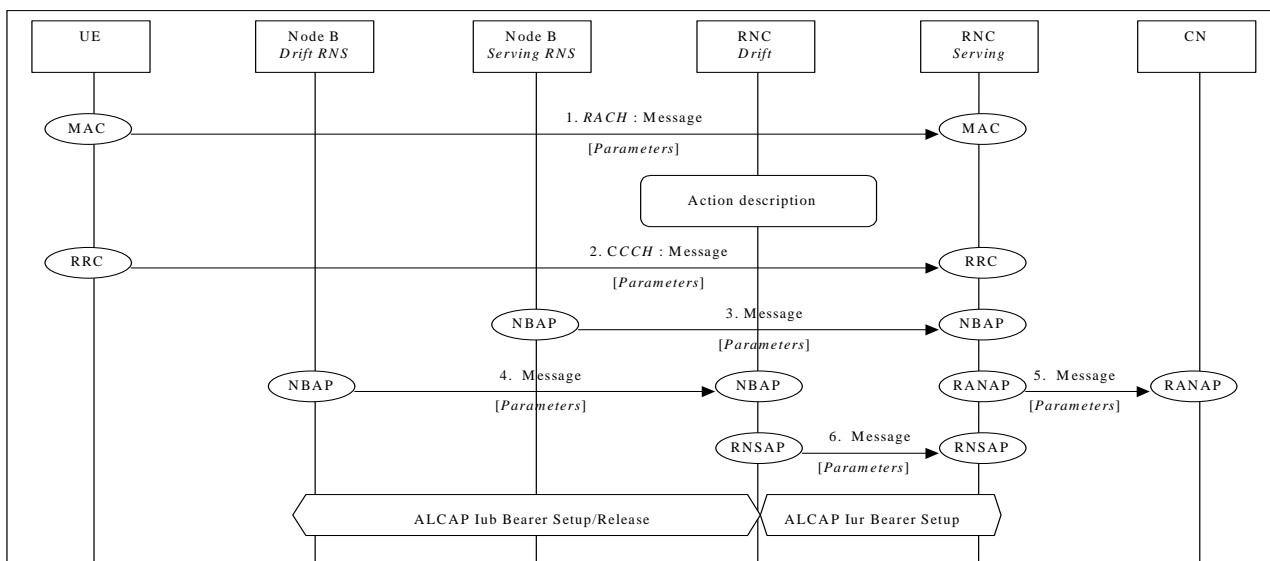 UE
Node B
Drift RNS
Node B
Serving RNS
RNC
Drift
RNC
Serving
CN
1. RACH : Message
MAC
MAC
[Parameters]
Action description
2. CCCH : Message
RRC
RRC
[Parameters]
3. Message
NBAP
NBAP
[Parameters]
4. Message
5. Message
NBAP
NBAP
RANAP
RANAP
[Parameters]
[Parameters]
6. Message
RNSAP
RNSAP
[Parameters]
ALCAP Iub Bearer Setup/Release
ALCAP Iur Bearer Setup